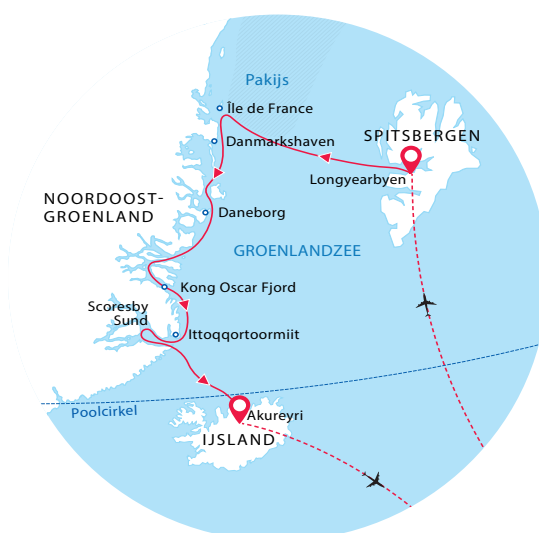 Pakijs
Île de France
SPITSBERGEN
Danmarkshaven
Longyearbyen
NOORDOOST-
GROENLAND
Daneborg
GROENLANDZEE
Kong Oscar Fjord
Scoresby
Sund
Ittoqqortoormiit
Poolcirkel
Akureyri
IJSLAND